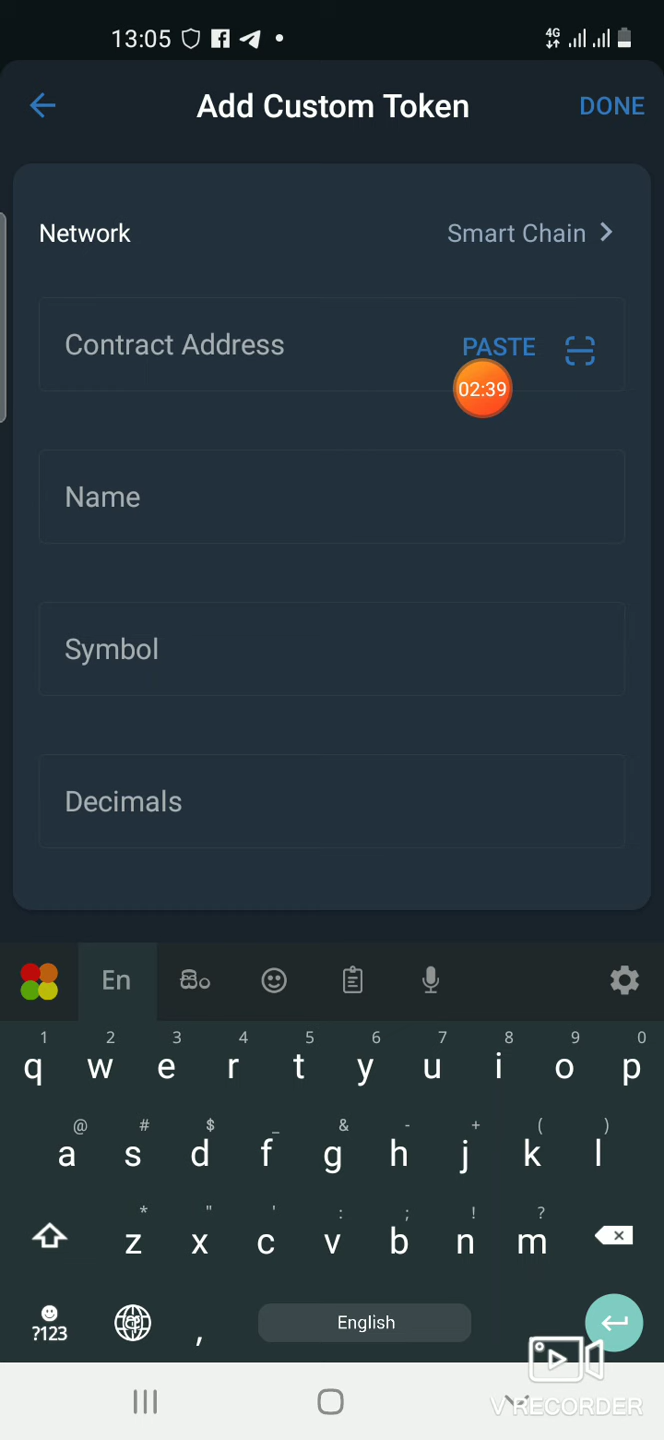 13:05
4G
Add Custom Token
DONE
Network
Smart Chain
Contract Address
PASTE
02:39
Name
Symbol
Decimals
En
සිං
1 2 3 4 5 6 7 8 9 0
q w e r t y u i o p
@ # $ _ & - + ( )
a s d f g h j k l
* " ' : ; ! ?
z x c v b n m
?123
,
English
V RECORDER